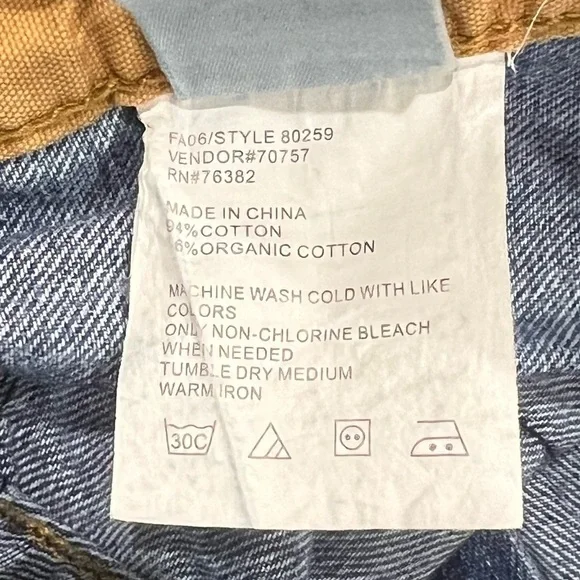 FA06/STYLE 80259
VENDOR#70757
RN#76382
MADE IN CHINA
94%COTTON
6%ORGANIC COTTON
MACHINE WASH COLD WITH LIKE
COLORS
ONLY NON-CHLORINE BLEACH
WHEN NEEDED
TUMBLE DRY MEDIUM
WARM IRON
30C